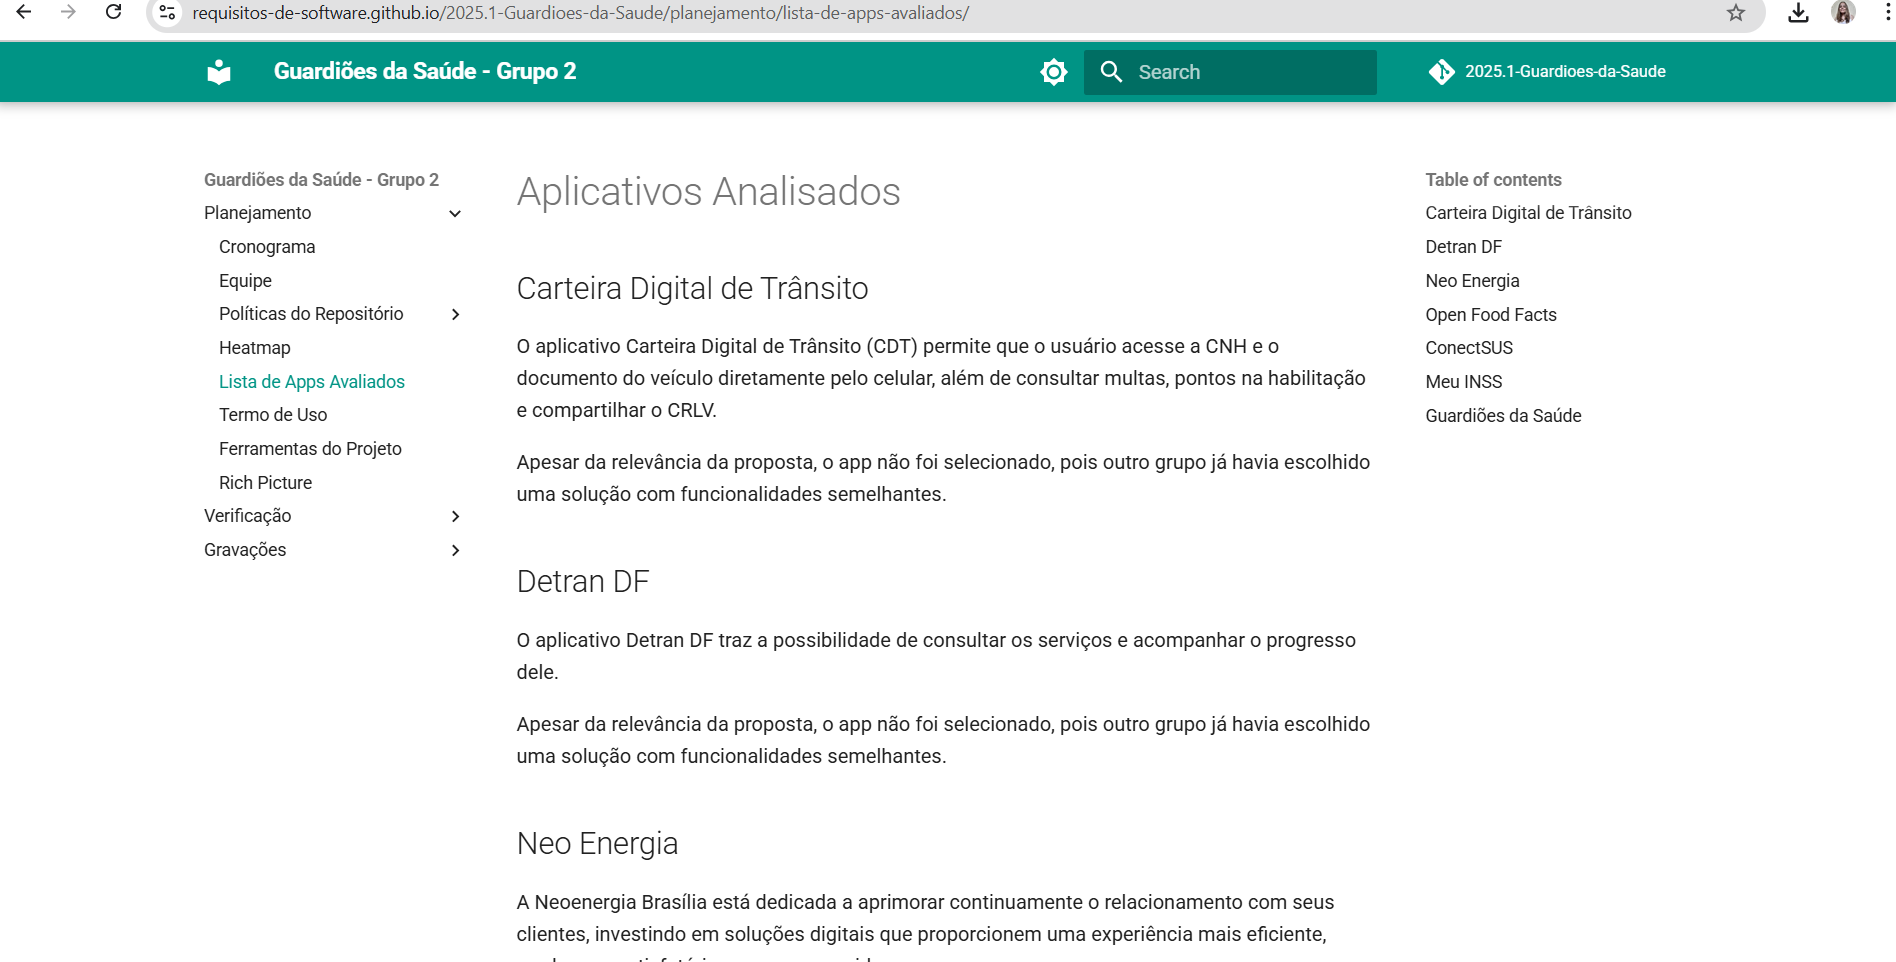 requisitos-de-software.github.io/2025.1-Guardioes-da-Saude/planejamento/lista-de-apps-avaliados/
Guardiões da Saúde - Grupo 2
Search
2025.1-Guardioes-da-Saude
Guardiões da Saúde - Grupo 2
Planejamento
Cronograma
Equipe
Políticas do Repositório
Heatmap
Lista de Apps Avaliados
Termo de Uso
Ferramentas do Projeto
Rich Picture
Verificação
Gravações
Aplicativos Analisados
Carteira Digital de Trânsito
O aplicativo Carteira Digital de Trânsito (CDT) permite que o usuário acesse a CNH e o
documento do veículo diretamente pelo celular, além de consultar multas, pontos na habilitação
e compartilhar o CRLV.
Apesar da relevância da proposta, o app não foi selecionado, pois outro grupo já havia escolhido
uma solução com funcionalidades semelhantes.
Detran DF
O aplicativo Detran DF traz a possibilidade de consultar os serviços e acompanhar o progresso
dele.
Apesar da relevância da proposta, o app não foi selecionado, pois outro grupo já havia escolhido
uma solução com funcionalidades semelhantes.
Neo Energia
A Neoenergia Brasília está dedicada a aprimorar continuamente o relacionamento com seus
clientes, investindo em soluções digitais que proporcionem uma experiência mais eficiente,
Table of contents
Carteira Digital de Trânsito
Detran DF
Neo Energia
Open Food Facts
ConectSUS
Meu INSS
Guardiões da Saúde